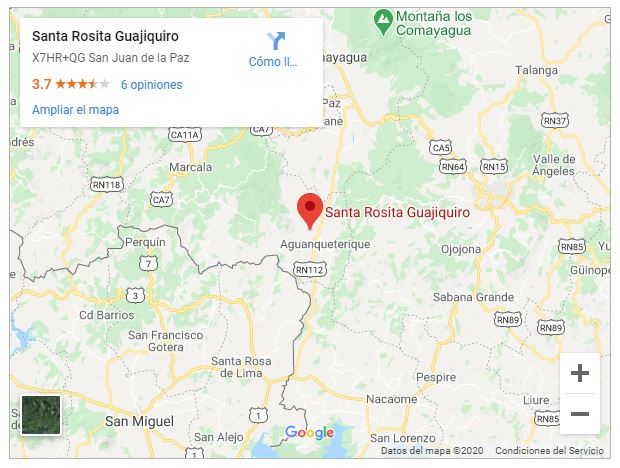 Santa Rosita Guajiquiro
X7HR+QG San Juan de la Paz
3.7
6 opiniones
Ampliar el mapa
Cómo ll...
Montaña los
Comayagua
mayagua
Talanga
Paz
ane
RN37
CA11A
CA7
CA5
Marcala
RN64
RN15
Valle de
Ángeles
drés
RN118
CA7
Santa Rosita Guajiquiro
Perquín
Aguanqueterique
Ojojona
RN85
7
RN112
Güinope
3
Sabana Grande
Cd Barrios
RN89
San Francisco
Gotera
RN89
Santa Rosa
de Lima
Pespire
1
Nacaome
Liure
San Miguel
RN85
1
San Alejo
Google
San Lorenzo
+
−
Datos del mapa ©2020
Condiciones del Servicio